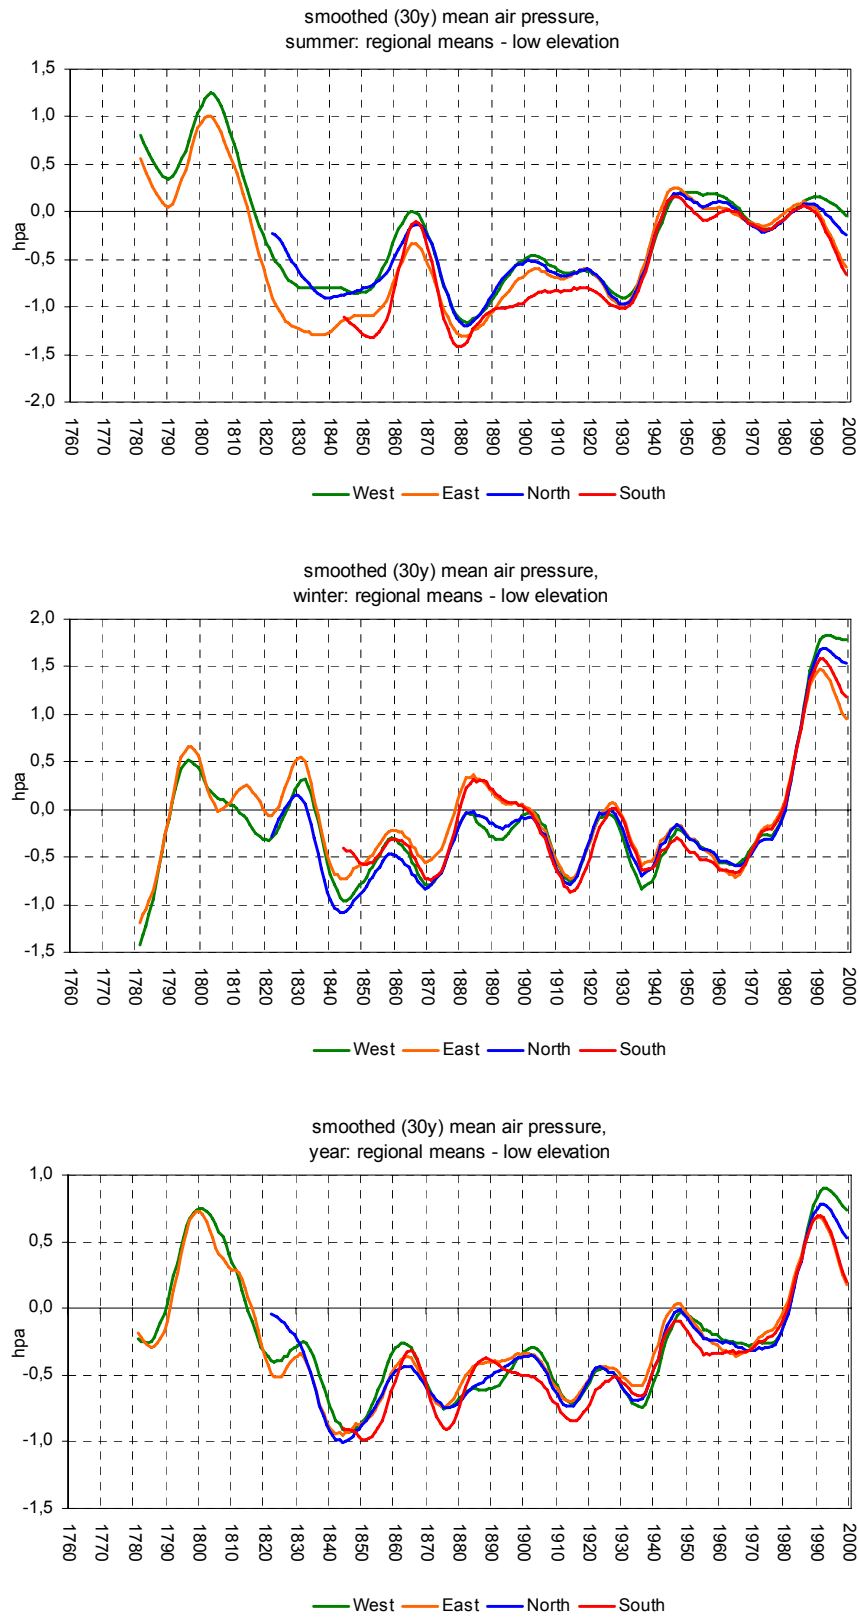 smoothed (30y) mean air pressure,
summer: regional means - low elevation
1,5
1,0
0,5
0,0
-0,5
-1,0
-1,5
-2,0
hpa
1760 1770 1780 1790 1800 1810 1820 1830 1840 1850 1860 1870 1880 1890 1900 1910 1920 1930 1940 1950 1960 1970 1980 1990 2000
West East North South
smoothed (30y) mean air pressure,
winter: regional means - low elevation
2,0
1,5
1,0
0,5
0,0
-0,5
-1,0
-1,5
hpa
1760 1770 1780 1790 1800 1810 1820 1830 1840 1850 1860 1870 1880 1890 1900 1910 1920 1930 1940 1950 1960 1970 1980 1990 2000
West East North South
smoothed (30y) mean air pressure,
year: regional means - low elevation
1,0
0,5
0,0
-0,5
-1,0
-1,5
hpa
1760 1770 1780 1790 1800 1810 1820 1830 1840 1850 1860 1870 1880 1890 1900 1910 1920 1930 1940 1950 1960 1970 1980 1990 2000
West East North South